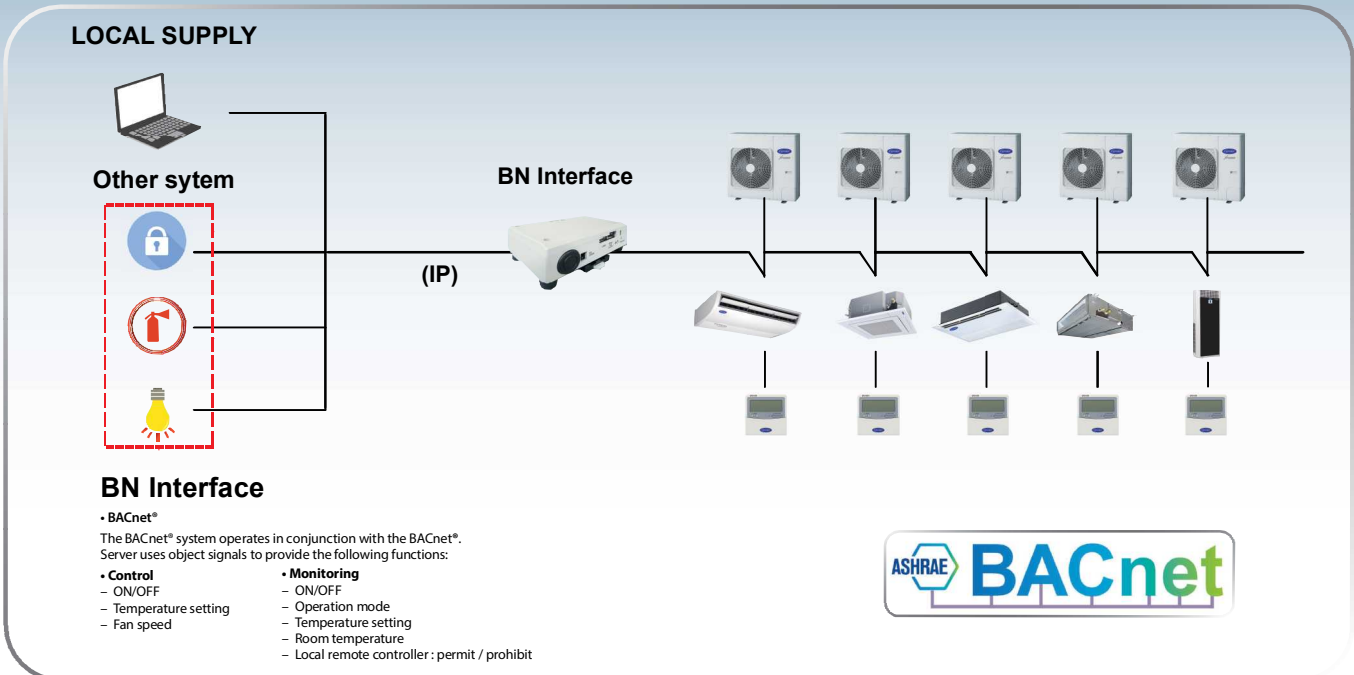 LOCAL SUPPLY
Other sytem
BN Interface
(IP)
BN Interface
• BACnet®
The BACnet® system operates in conjunction with the BACnet®.
Server uses object signals to provide the following functions:
• Control
– ON/OFF
– Temperature setting
– Fan speed
• Monitoring
– ON/OFF
– Operation mode
– Temperature setting
– Room temperature
– Local remote controller : permit / prohibit
ASHRAE BACnet